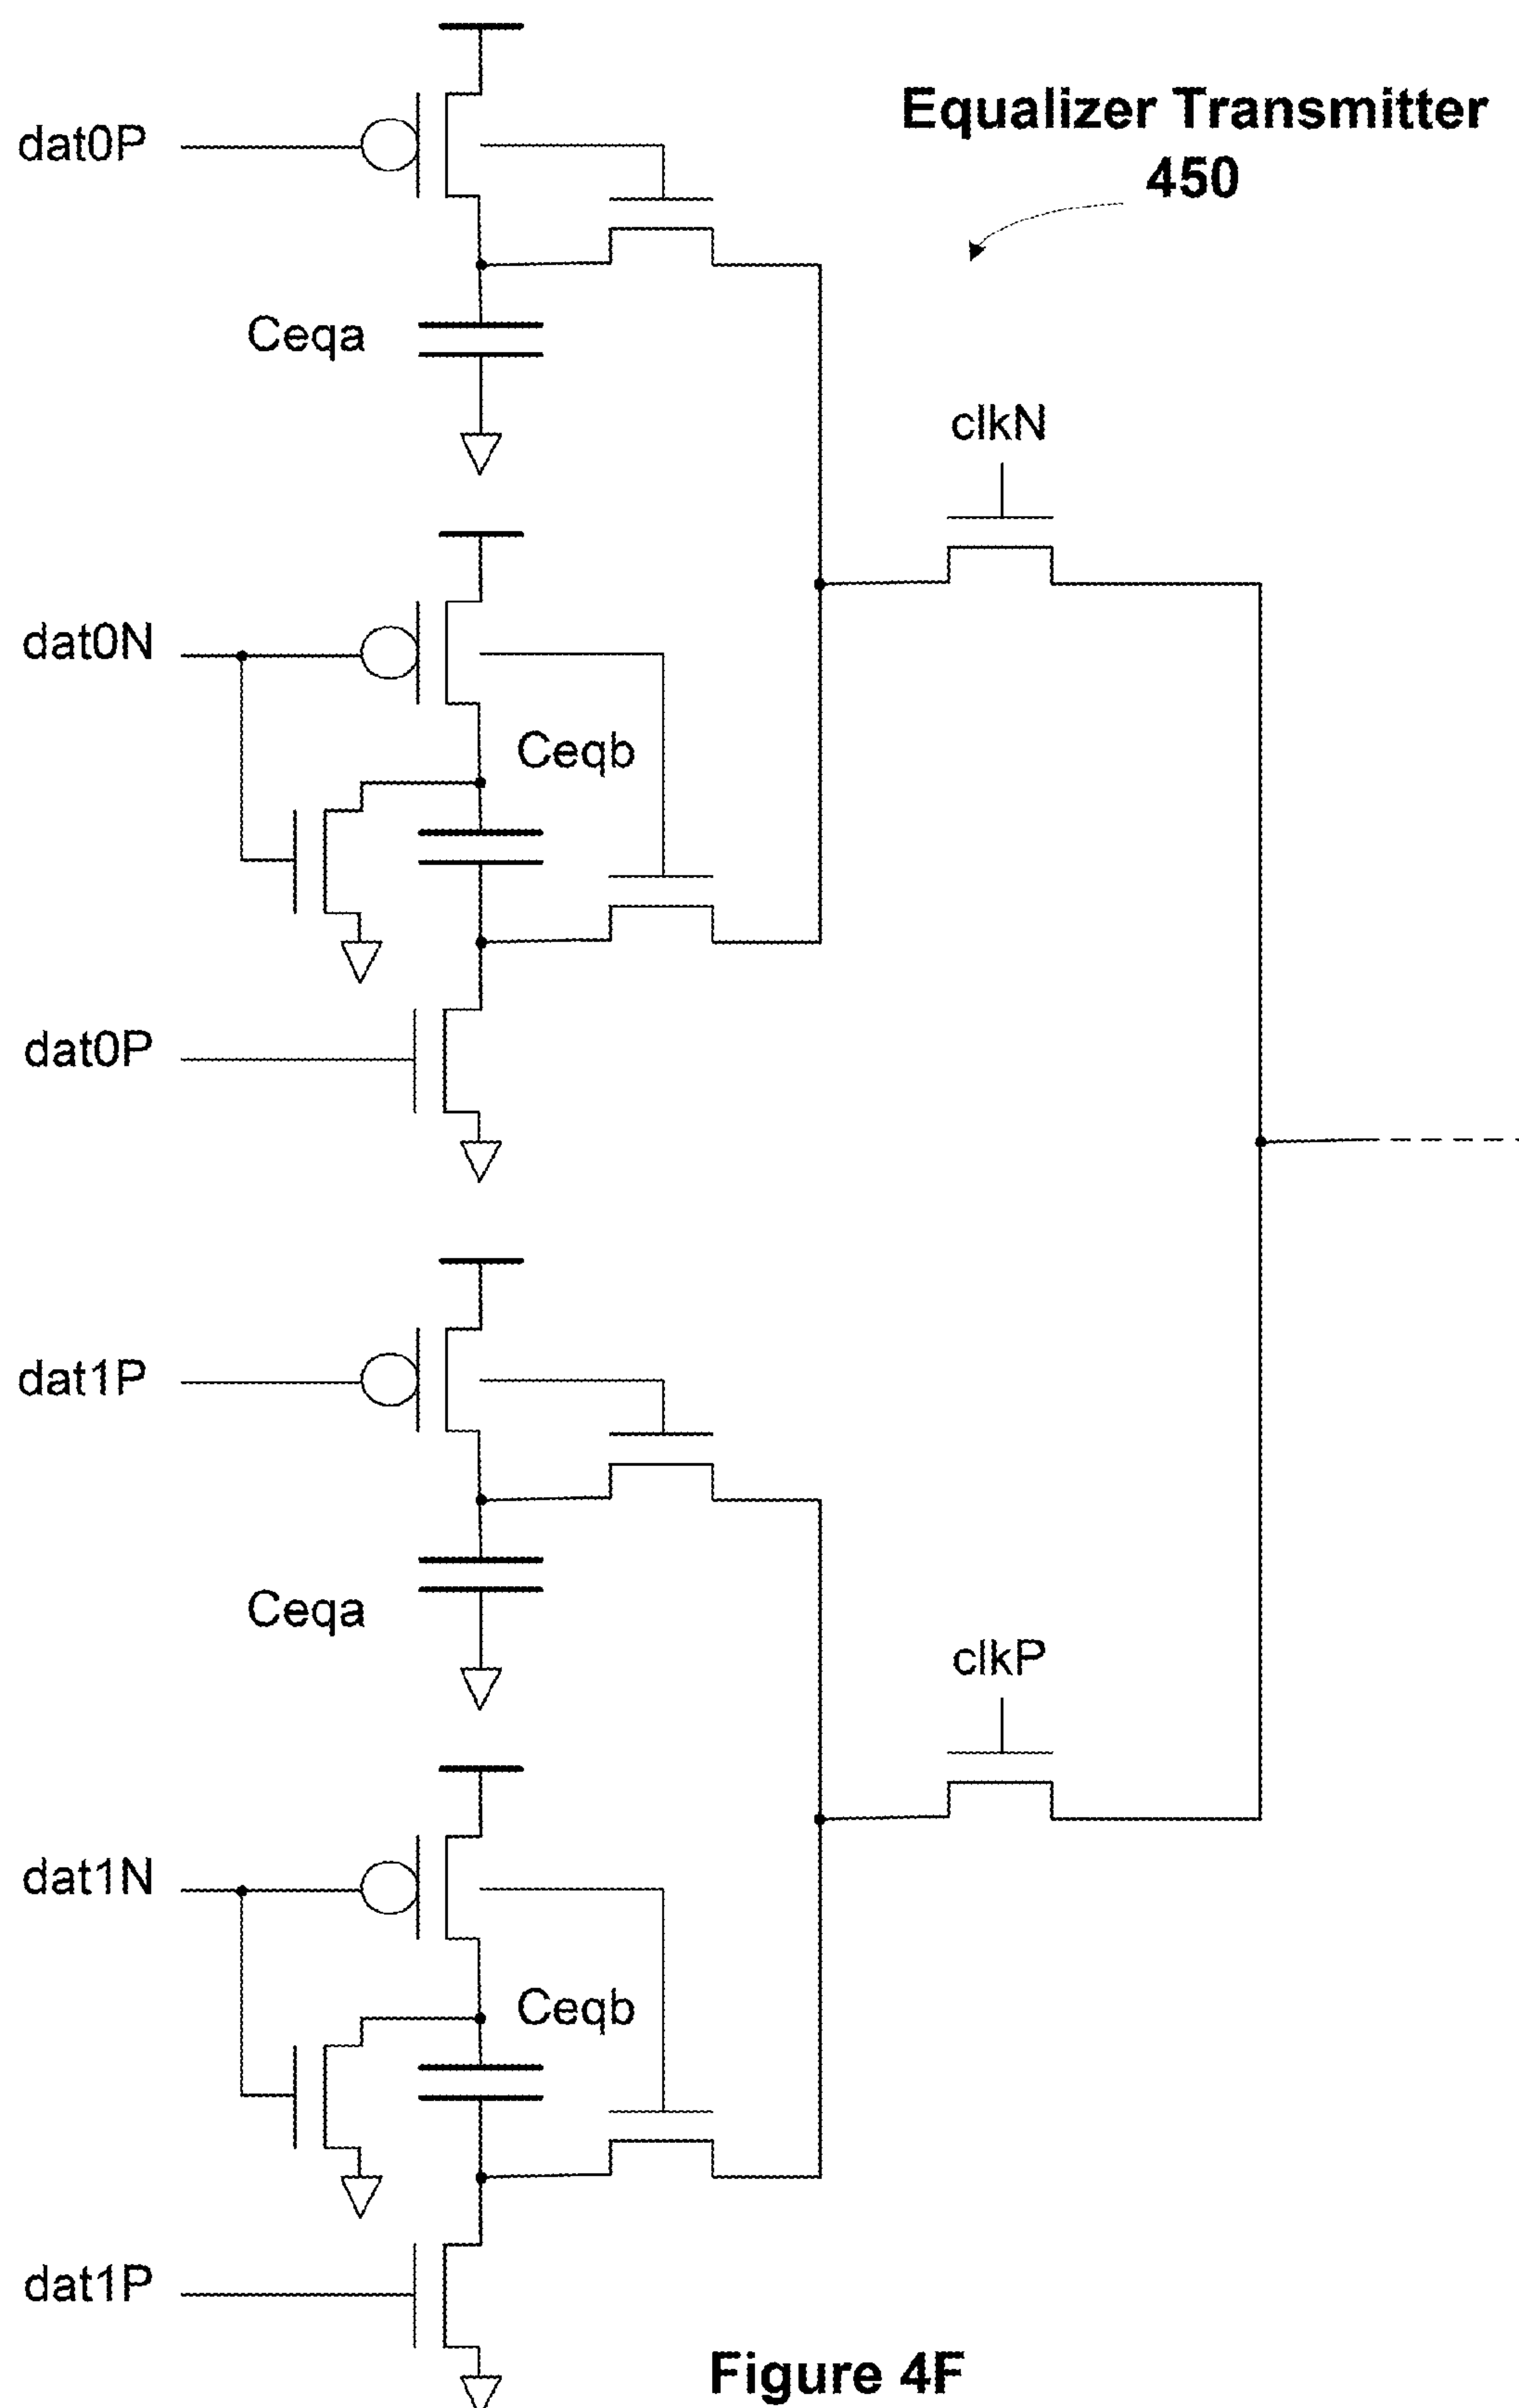 Equalizer Transmitter
450
dat0P
Ceqa
clkN
dat0N
Ceqb
dat0P
dat1P
Ceqa
clkP
dat1N
Ceqb
dat1P
Figure 4F